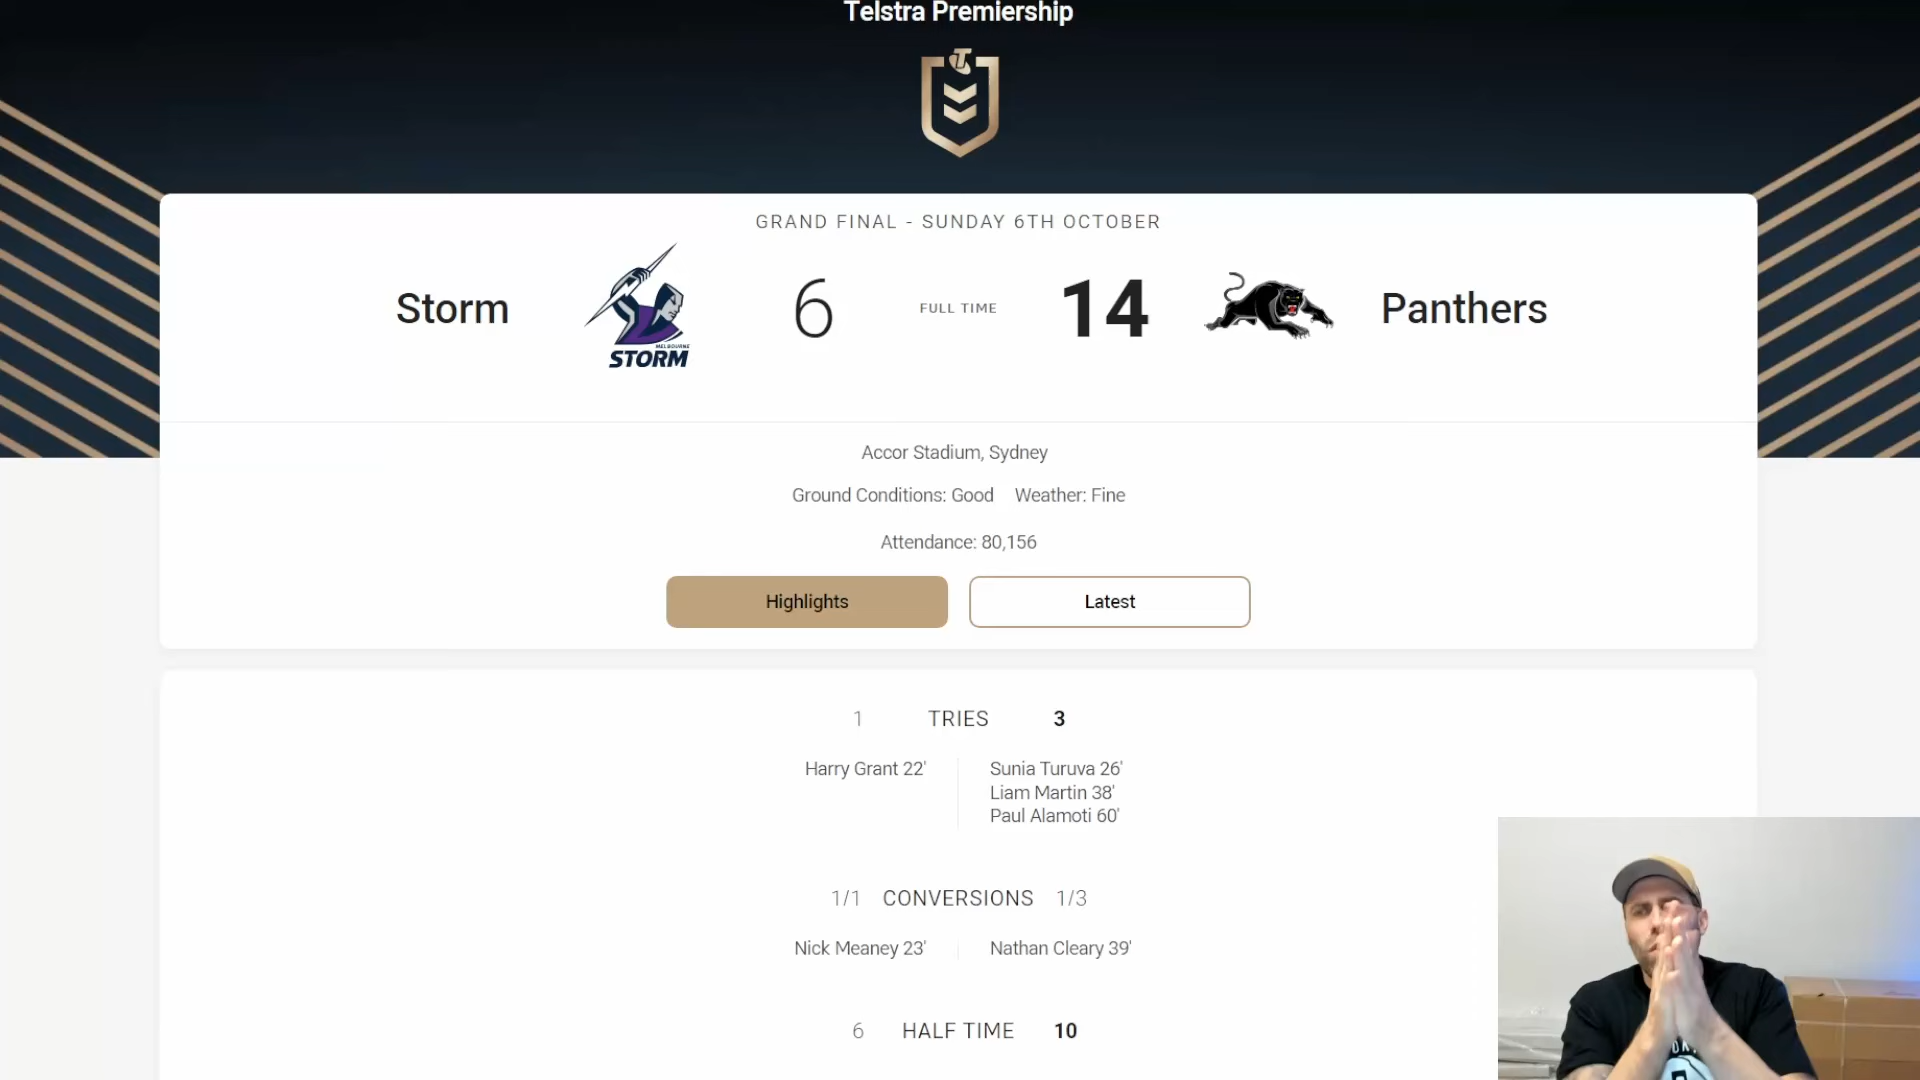 Telstra Premiership
GRAND FINAL - SUNDAY 6TH OCTOBER
Storm
MELBOURNE
STORM
6
FULL TIME
14
Panthers
Accor Stadium, Sydney
Ground Conditions: Good Weather: Fine
Attendance: 80,156
Highlights
Latest
1 TRIES 3
Harry Grant 22'
Sunia Turuva 26'
Liam Martin 38'
Paul Alamoti 60'
1/1 CONVERSIONS 1/3
Nick Meaney 23'
Nathan Cleary 39'
6 HALF TIME 10